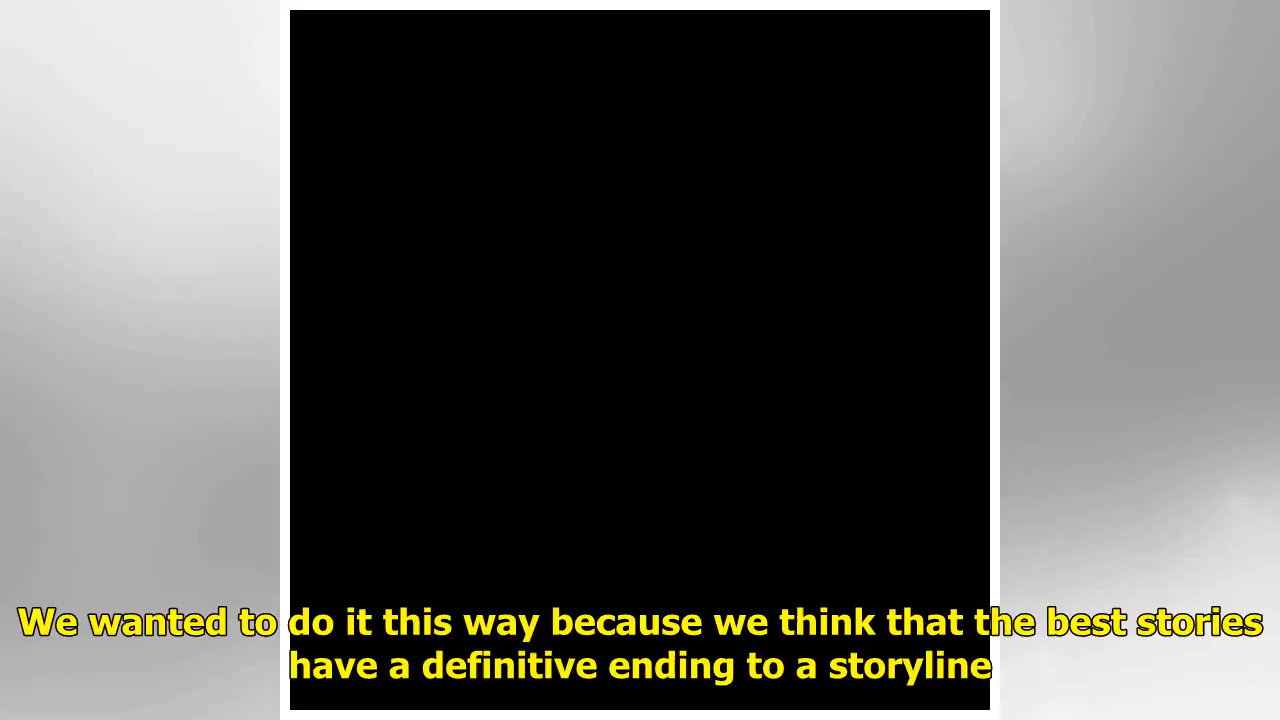 We wanted to do it this way because we think that the best stories
have a definitive ending to a storyline